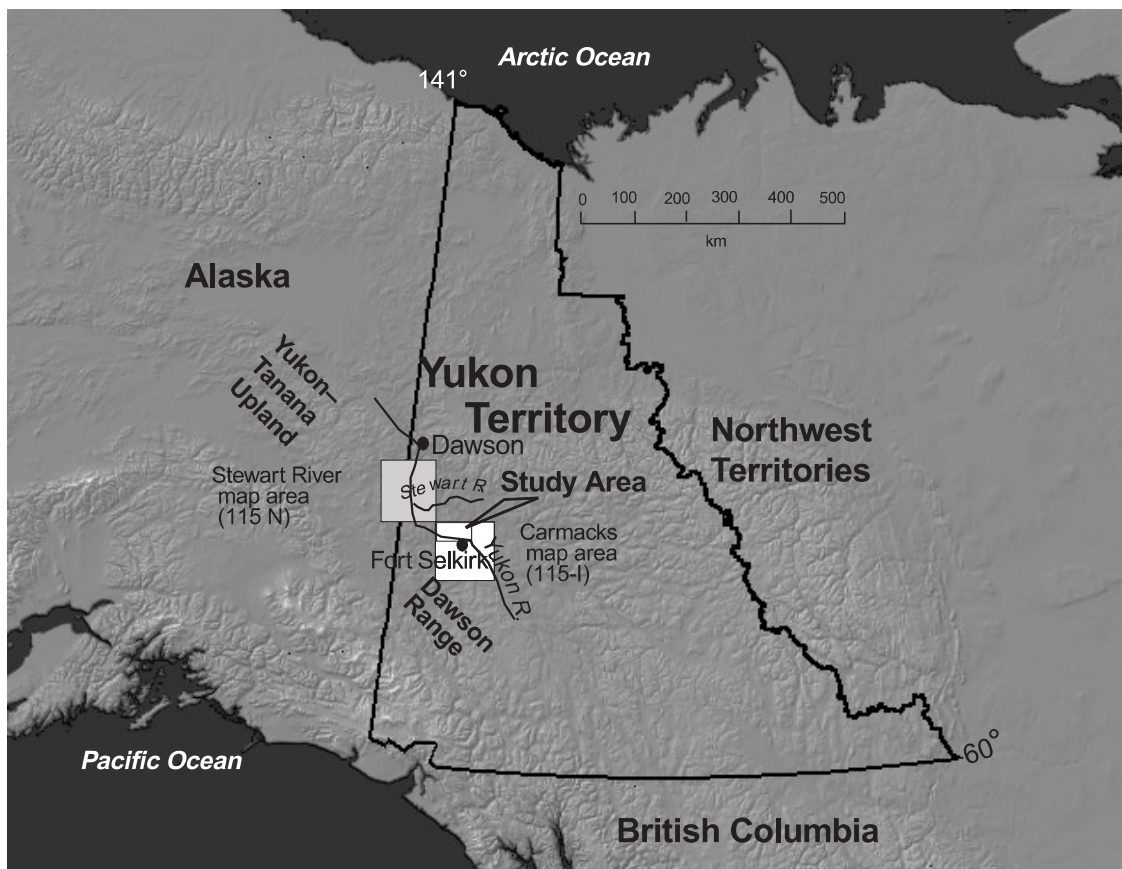 Arctic Ocean
141°
0 100 200 300 400 500
km
Alaska
Yukon–
Tanana
Upland
Yukon
Territory
Northwest
Territories
Dawson
Stewart River
map area
(115 N)
Stewart R.
Study Area
Carmacks
map area
(115-I)
Fort Selkirk
Yukon R.
Dawson
Range
Pacific Ocean
60°
British Columbia